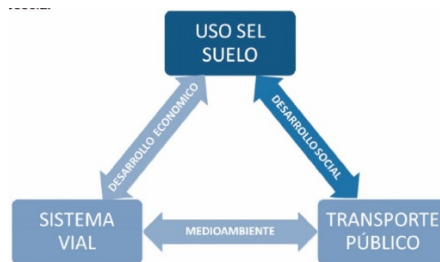 USO SEL
SUELO
DESARROLLO ECONOMICO
DESARROLLO SOCIAL
SISTEMA
VIAL
MEDIOAMBIENTE
TRANSPORTE
PÚBLICO